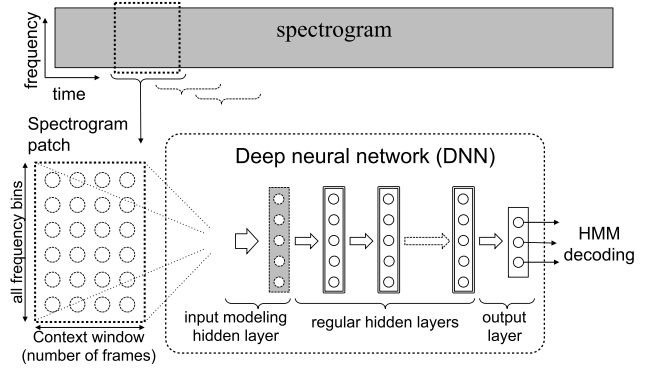 spectrogram
frequency
time
Spectrogram
patch
Deep neural network (DNN)
all frequency bins
HMM
decoding
input modeling
hidden layer
regular hidden layers
output
layer
Context window
(number of frames)